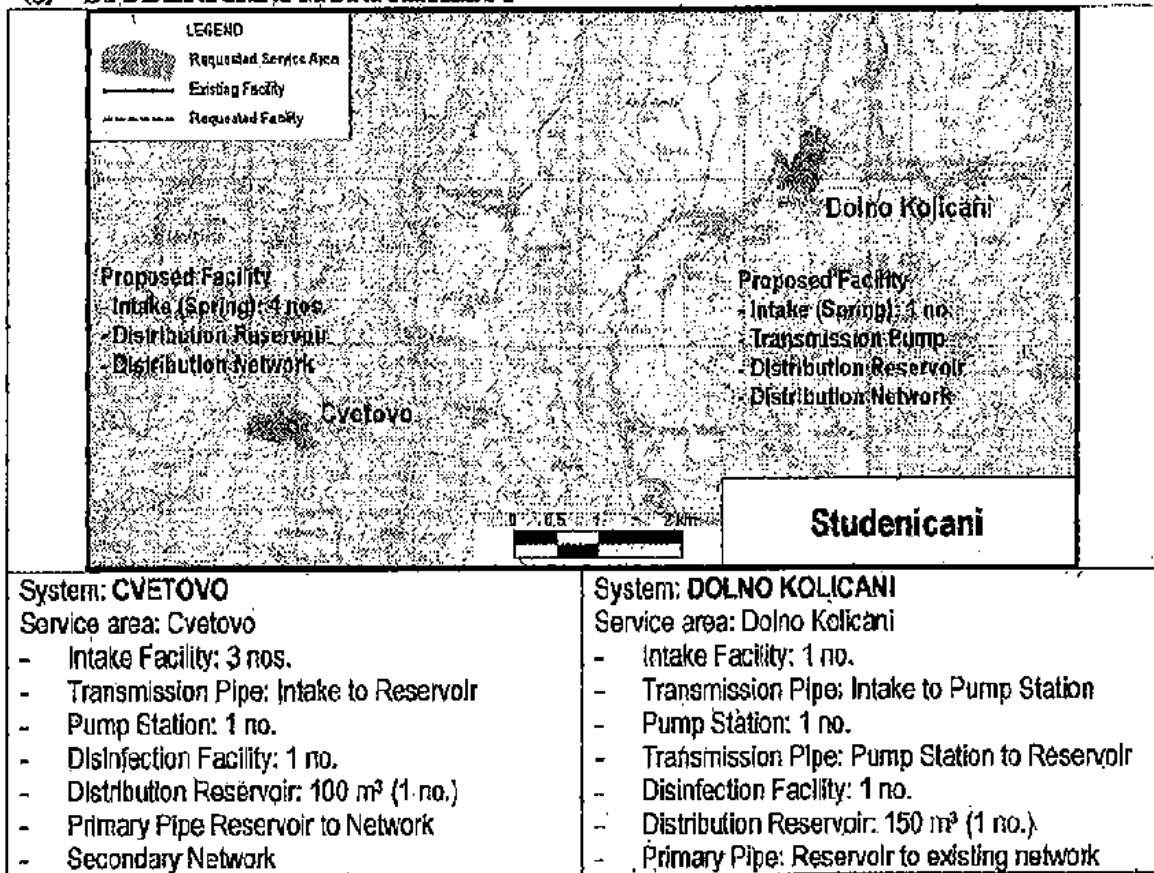 LEGEND
Requested Service Area
Existing Facility
Requested Facility
Dolno Kolicani
Proposed Facility
- Intake (Spring): 4 nos.
- Distribution Reservoir
- Distribution Network
Proposed Facility
- Intake (Spring): 1 no.
- Transmission Pump
- Distribution Reservoir
- Distribution Network
Cvetovo
0 0.5 1 2 km
Studenicani
System: CVETOVO
Service area: Cvetovo
- Intake Facility: 3 nos.
- Transmission Pipe: Intake to Reservoir
- Pump Station: 1 no.
- Disinfection Facility: 1 no.
- Distribution Reservoir: 100 m³ (1 no.)
- Primary Pipe Reservoir to Network
- Secondary Network
System: DOLNO KOLICANI
Service area: Dolno Kolicani
- Intake Facility: 1 no.
- Transmission Pipe: Intake to Pump Station
- Pump Station: 1 no.
- Transmission Pipe: Pump Station to Reservoir
- Disinfection Facility: 1 no.
- Distribution Reservoir: 150 m³ (1 no.)
- Primary Pipe: Reservoir to existing network